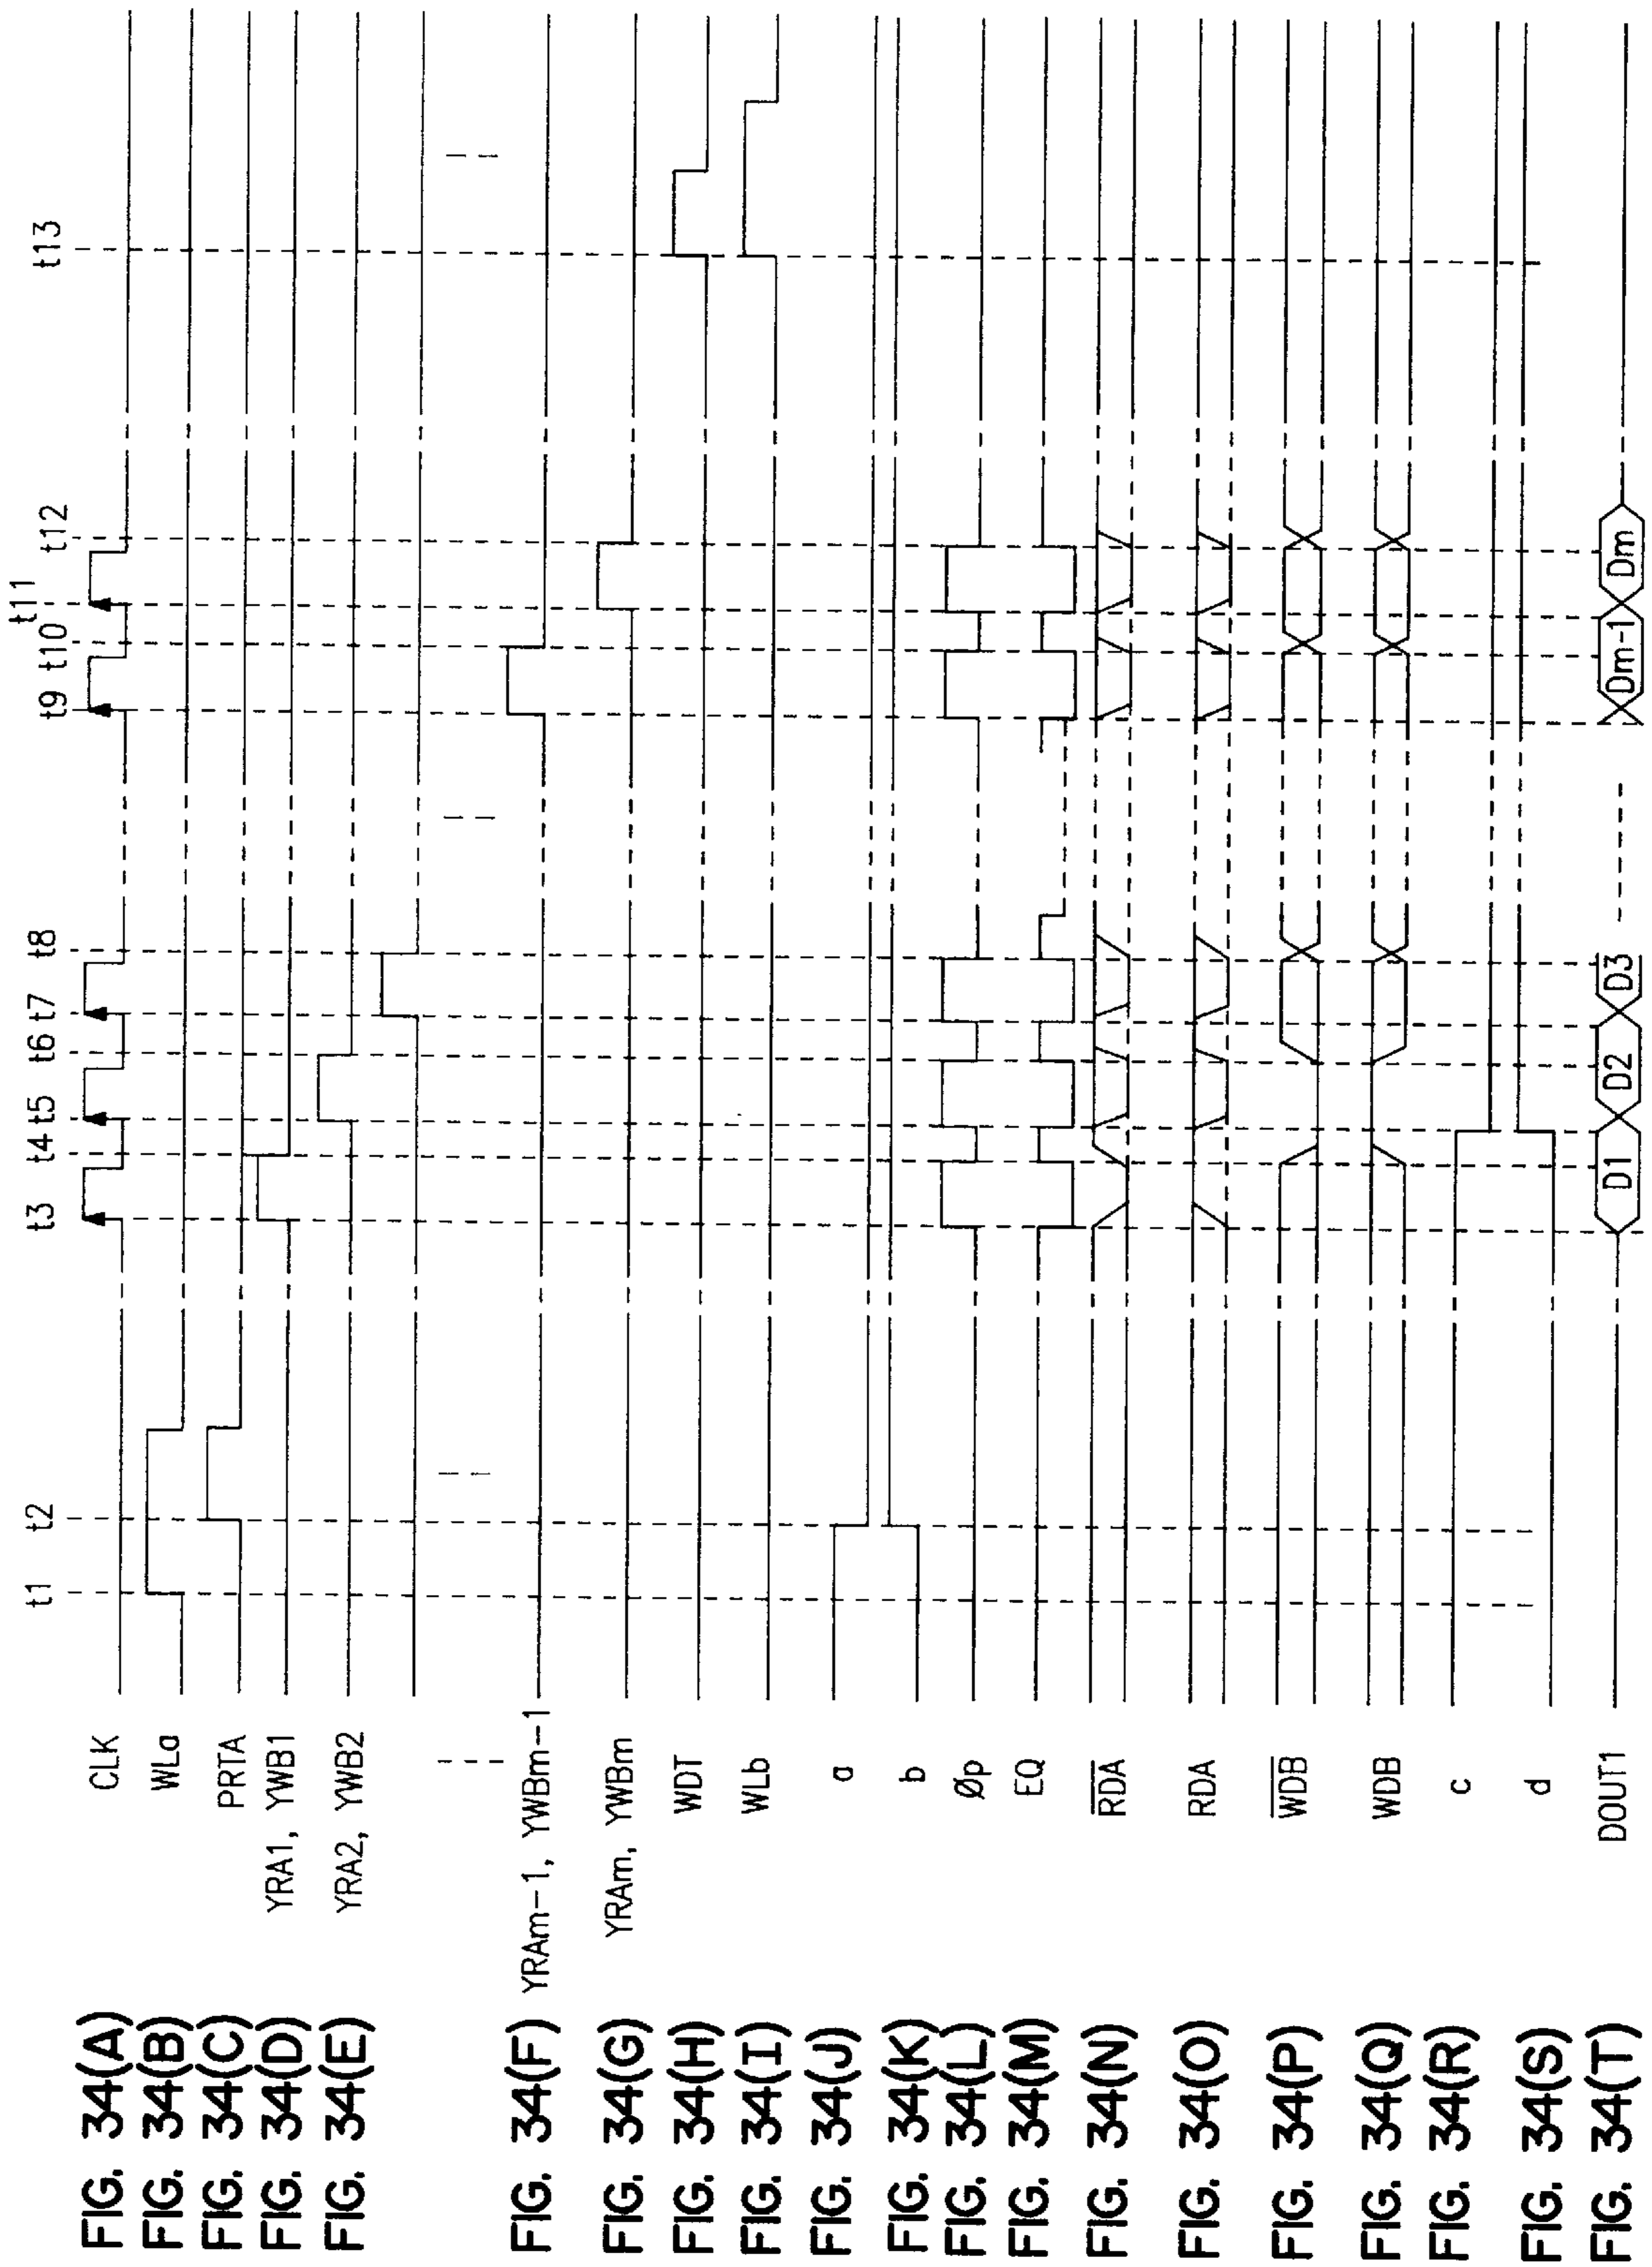 t1 t2 t3 t4 t5 t6 t7 t8 t9 t10 t11 t12 t13
FIG. 34(A) CLK
FIG. 34(B) WLa
FIG. 34(C) PRTA
FIG. 34(D) YRA1, YWB1
FIG. 34(E) YRA2, YWB2
FIG. 34(F) YRAm-1, YWBm-1
FIG. 34(G) YRAm, YWBm
FIG. 34(H) WDT
FIG. 34(I) WLb
FIG. 34(J) a
FIG. 34(K) b
FIG. 34(L) Øp
FIG. 34(M) EQ
FIG. 34(N) R̅D̅A̅
FIG. 34(O) RDA
FIG. 34(P) W̅D̅B̅
FIG. 34(Q) WDB
FIG. 34(R) c
FIG. 34(S) d
FIG. 34(T) DOUT1 D1 D2 D3 Dm-1 Dm